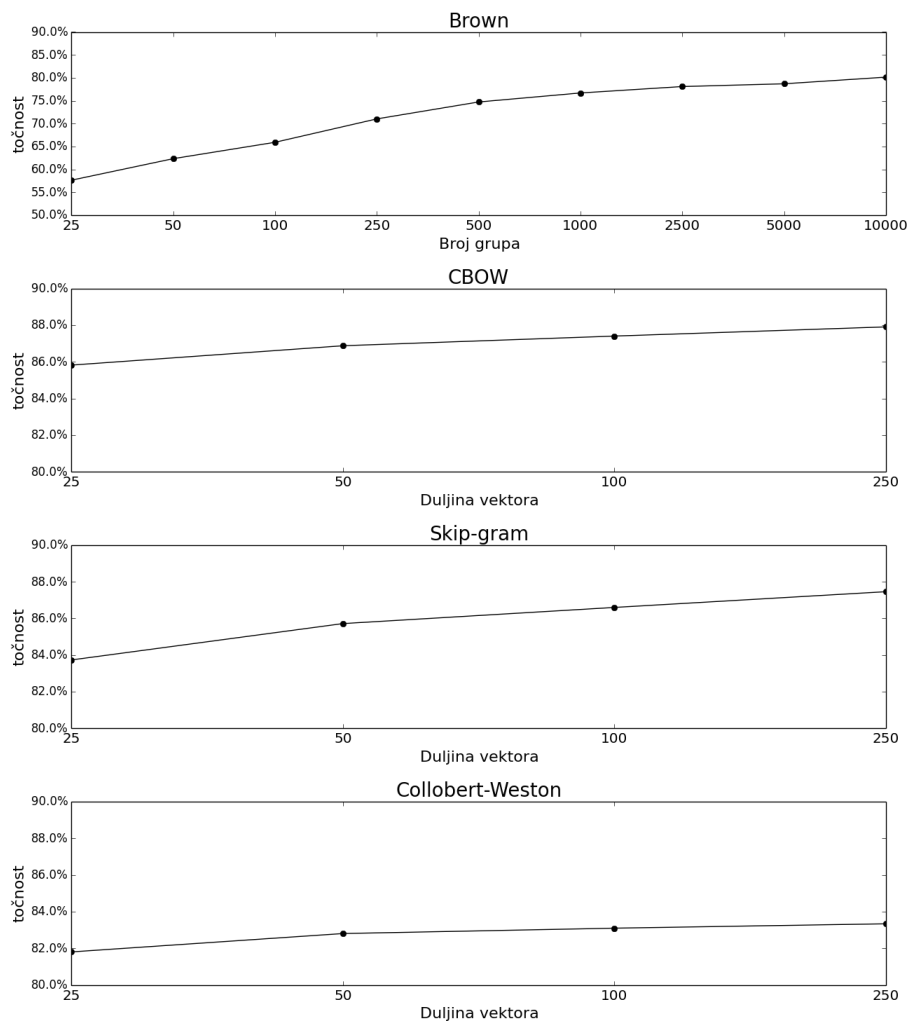 Brown
90.0%
85.0%
80.0%
75.0%
70.0%
65.0%
60.0%
55.0%
50.0%
točnost
25 50 100 250 500 1000 2500 5000 10000
Broj grupa
CBOW
90.0%
88.0%
86.0%
84.0%
82.0%
80.0%
točnost
25 50 100 250
Duljina vektora
Skip-gram
90.0%
88.0%
86.0%
84.0%
82.0%
80.0%
točnost
25 50 100 250
Duljina vektora
Collobert-Weston
90.0%
88.0%
86.0%
84.0%
82.0%
80.0%
točnost
25 50 100 250
Duljina vektora